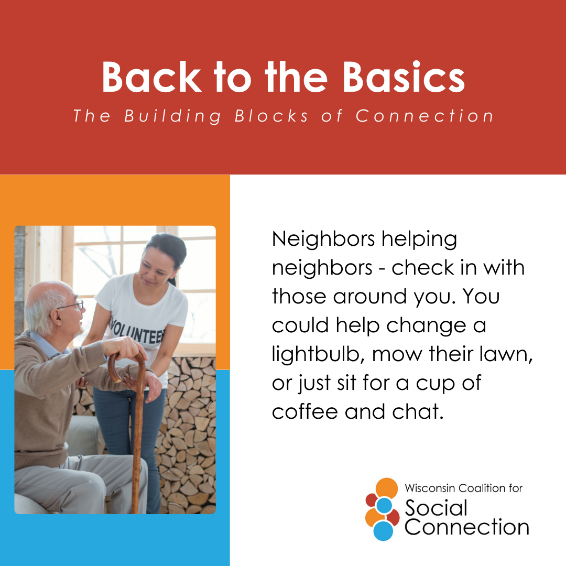 Back to the Basics
The Building Blocks of Connection
VOLUNTEER
Neighbors helping
neighbors - check in with
those around you. You
could help change a
lightbulb, mow their lawn,
or just sit for a cup of
coffee and chat.
Wisconsin Coalition for
Social
Connection